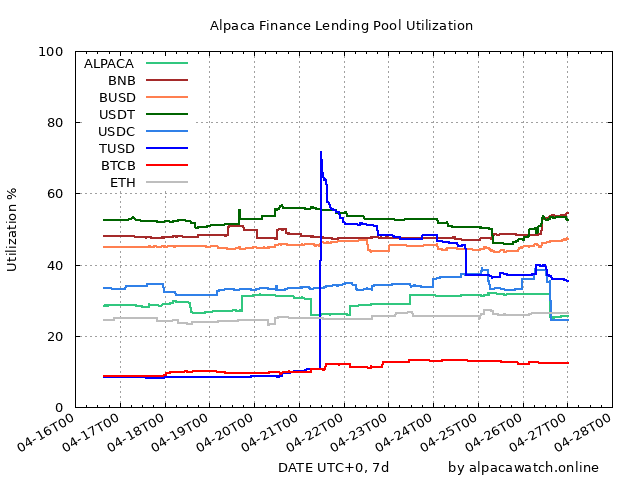 Alpaca Finance Lending Pool Utilization
Utilization %
100
80
60
40
20
0
ALPACA
BNB
BUSD
USDT
USDC
TUSD
BTCB
ETH
04-16T00
04-17T00
04-18T00
04-19T00
04-20T00
04-21T00
04-22T00
04-23T00
04-24T00
04-25T00
04-26T00
04-27T00
04-28T00
DATE UTC+0, 7d
by alpacawatch.online